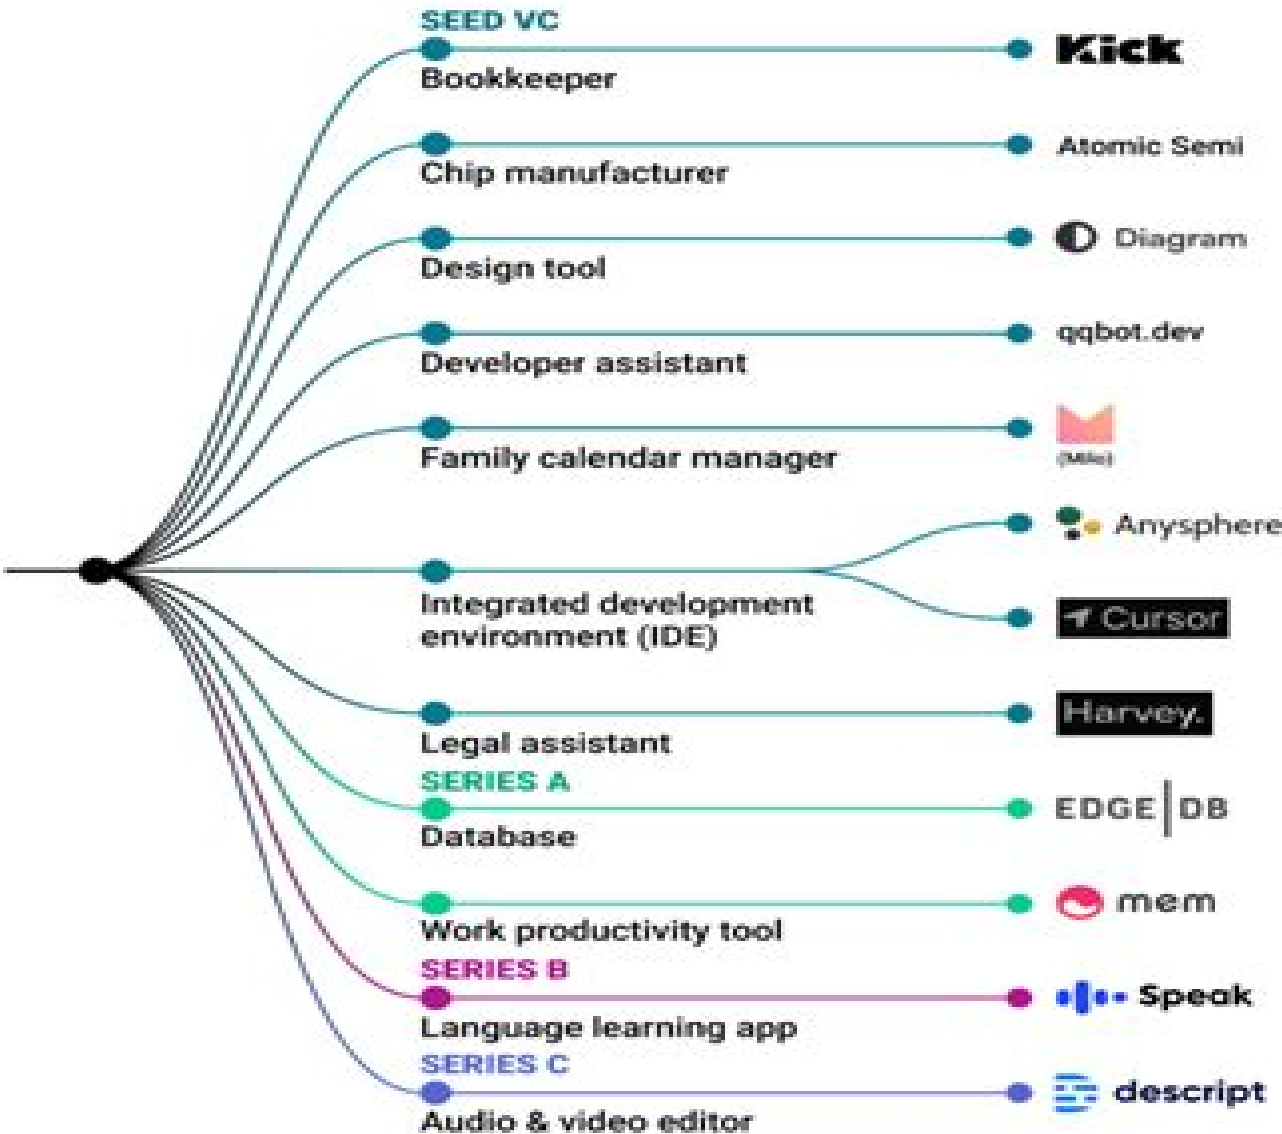 SEED VC
Kick
Bookkeeper
Atomic Semi
Chip manufacturer
Diagram
Design tool
qqbot.dev
Developer assistant
(Milo)
Family calendar manager
Anysphere
Integrated development
environment (IDE)
Cursor
Harvey.
Legal assistant
SERIES A
EDGE|DB
Database
mem
Work productivity tool
SERIES B
Speak
Language learning app
SERIES C
descript
Audio & video editor